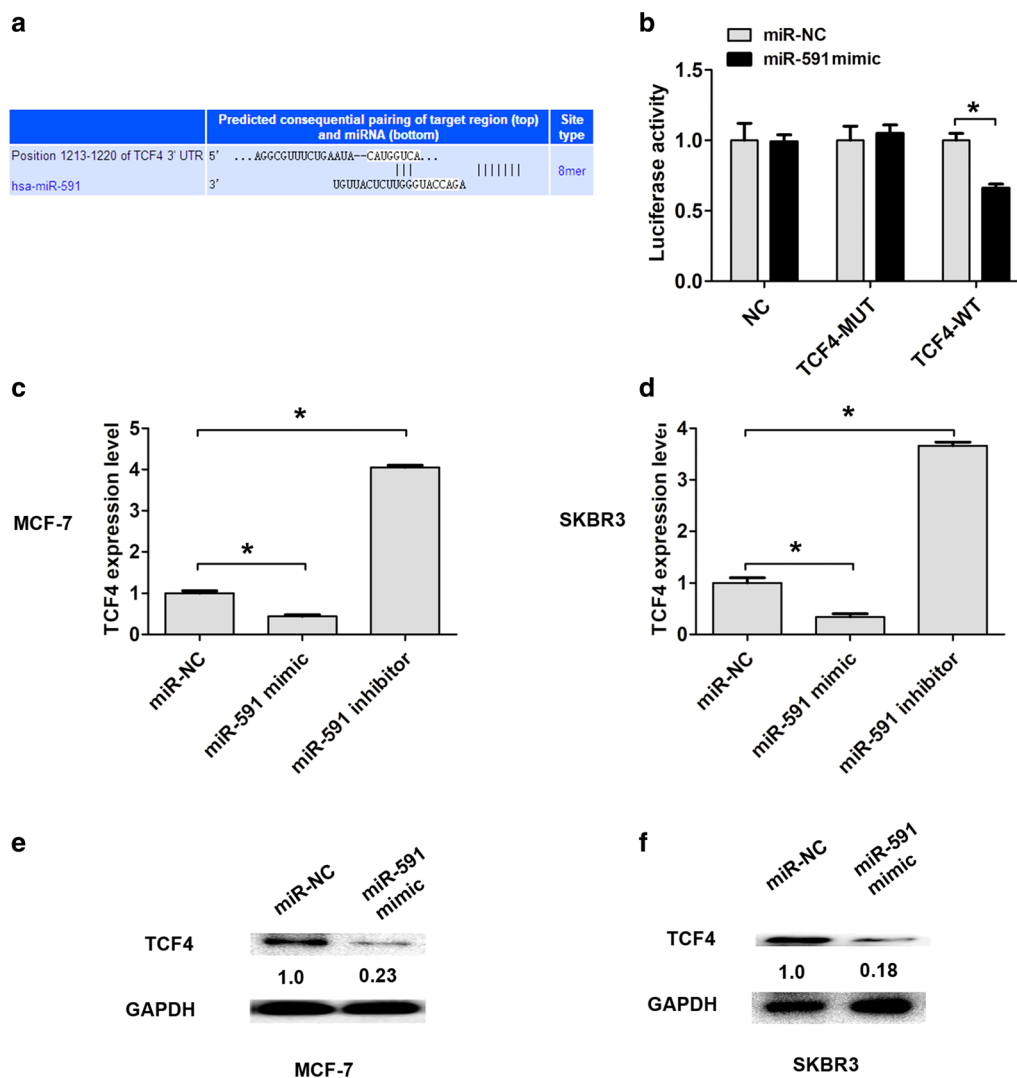 a
Predicted consequential pairing of target region (top) and miRNA (bottom)
Site type
Position 1213-1220 of TCF4 3' UTR 5' ...AGGCGUUUCUGAAUA--CAUGGUCA...
hsa-miR-591 3' UGUUACUCUUGGGUACCAGA
8mer
b
miR-NC
miR-591 mimic
Luciferase activity
1.5
1.0
0.5
0.0
*
NC
TCF4-MUT
TCF4-WT
c
MCF-7
TCF4 expression level
5
4
3
2
1
0
*
*
miR-NC
miR-591 mimic
miR-591 inhibitor
d
SKBR3
TCF4 expression level
4
3
2
1
0
*
*
miR-NC
miR-591 mimic
miR-591 inhibitor
e
miR-NC
miR-591 mimic
TCF4
1.0 0.23
GAPDH
MCF-7
f
miR-NC
miR-591 mimic
TCF4
1.0 0.18
GAPDH
SKBR3